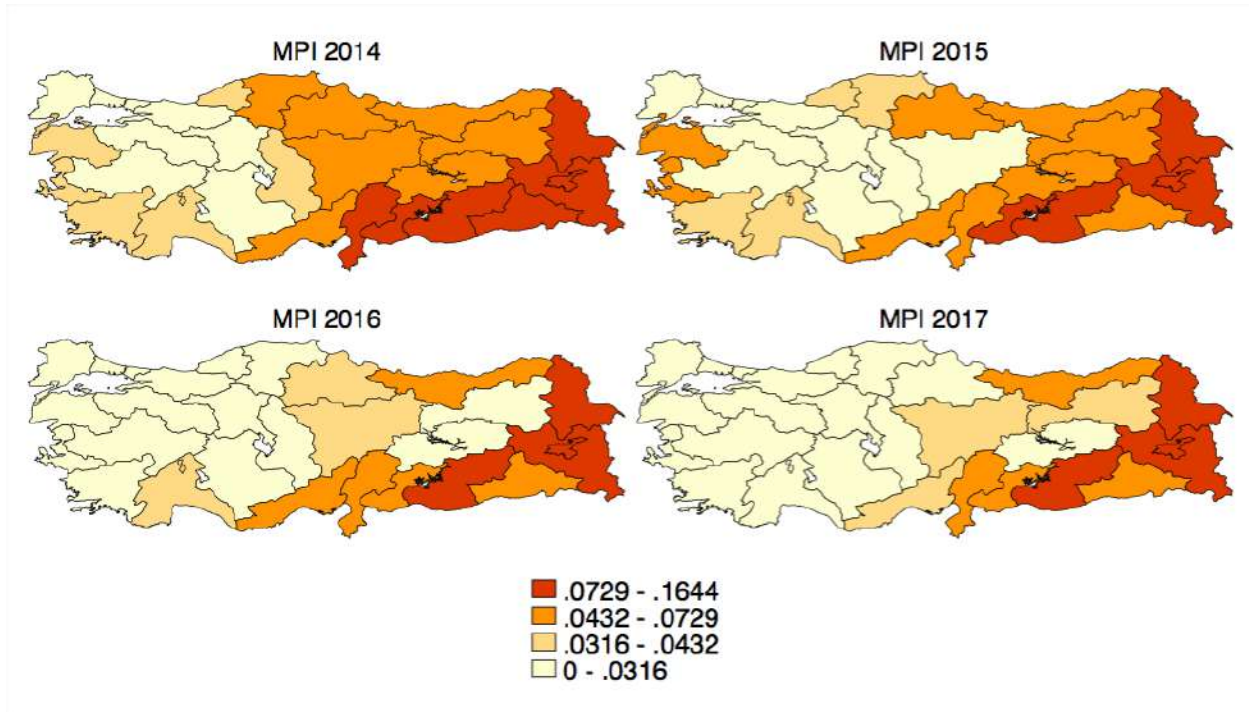 MPI 2014
MPI 2015
MPI 2016
MPI 2017
.0729 - .1644
.0432 - .0729
.0316 - .0432
0 - .0316